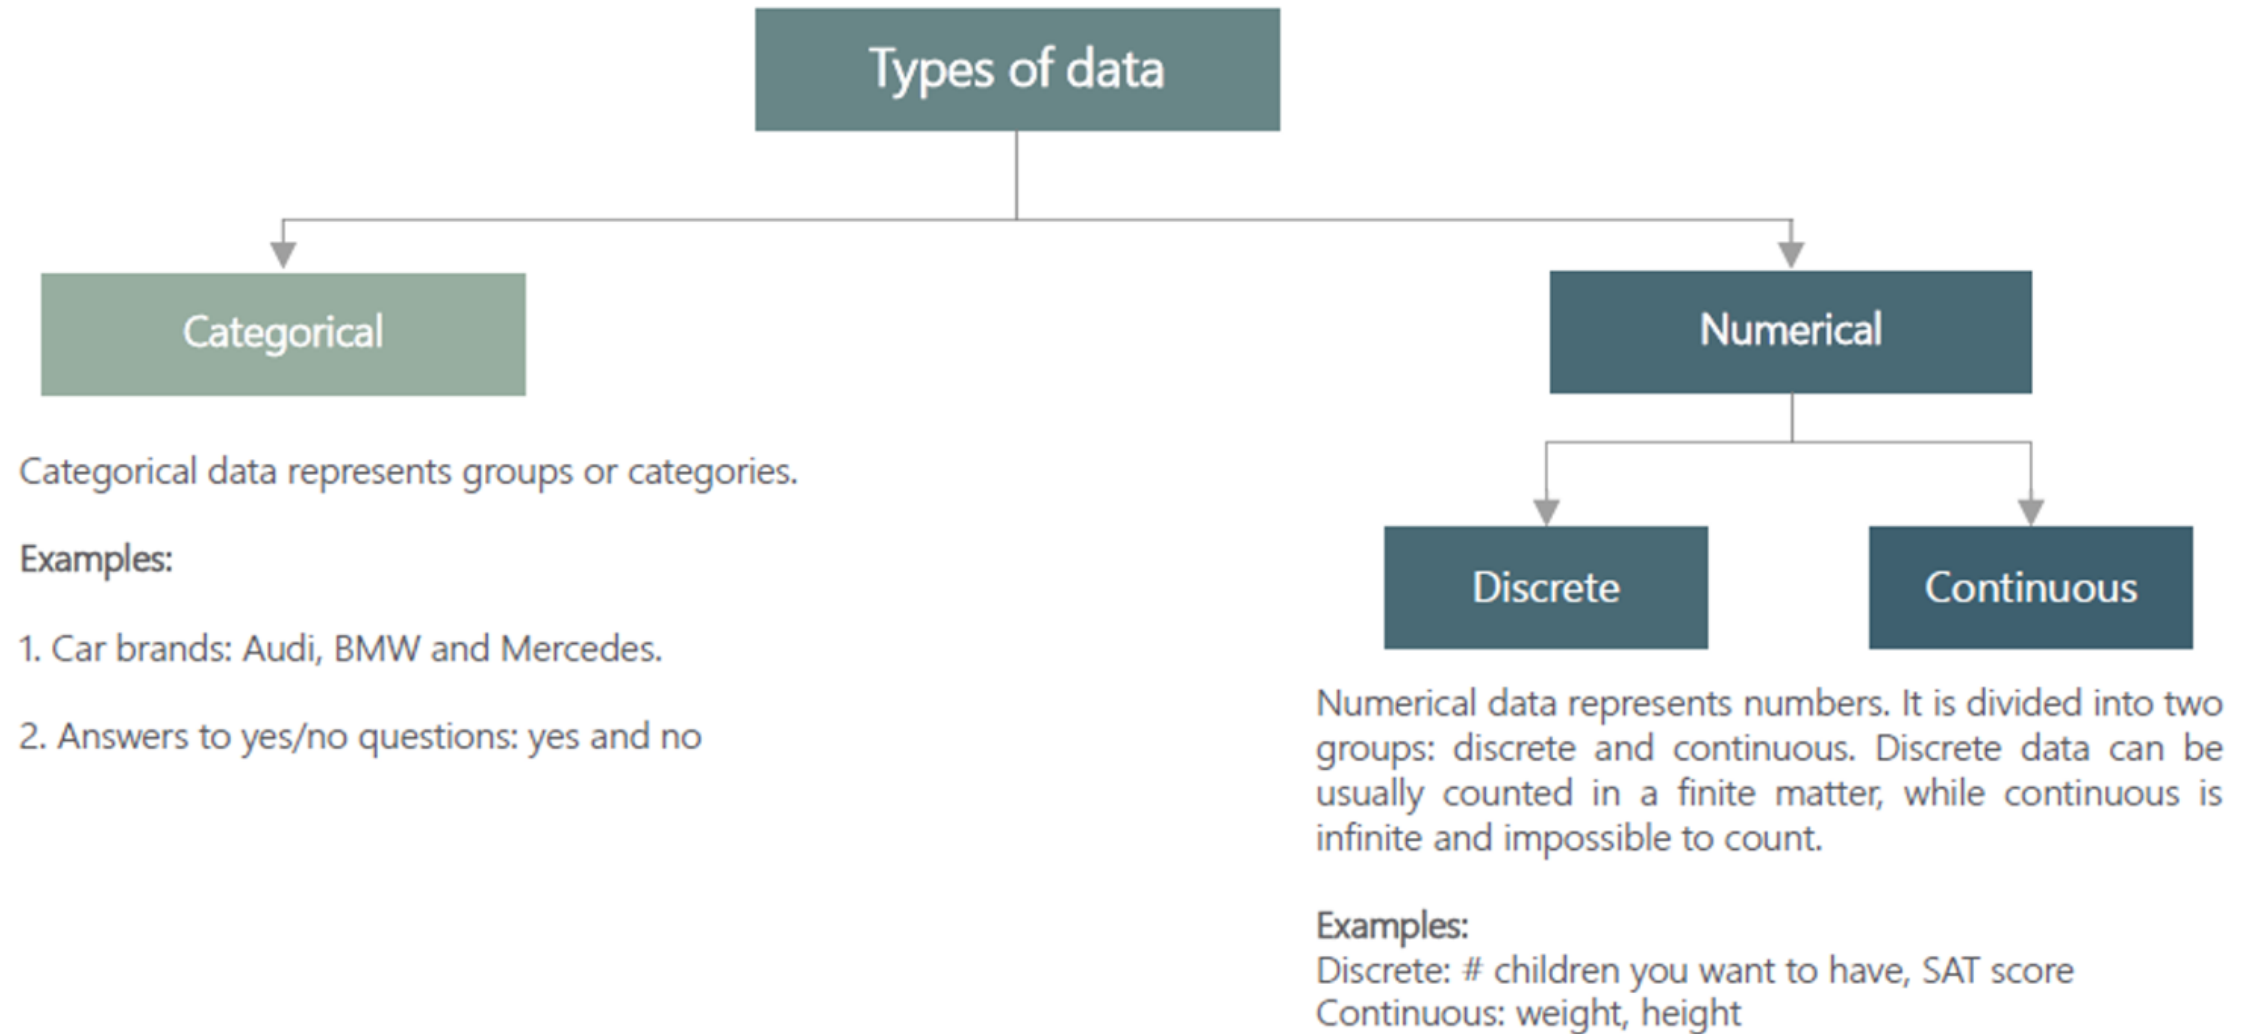 Types of data
Categorical
Numerical
Categorical data represents groups or categories.
Examples:
1. Car brands: Audi, BMW and Mercedes.
2. Answers to yes/no questions: yes and no
Discrete
Continuous
Numerical data represents numbers. It is divided into two
groups: discrete and continuous. Discrete data can be
usually counted in a finite matter, while continuous is
infinite and impossible to count.
Examples:
Discrete: # children you want to have, SAT score
Continuous: weight, height